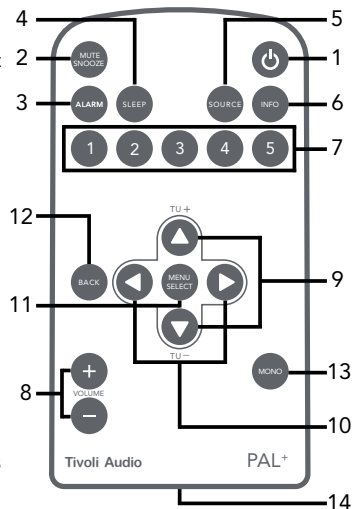 4
5
2
MUTE
SNOOZE
1
3
ALARM
SLEEP
SOURCE
INFO
6
1
2
3
4
5
7
TU+
12
9
BACK
MENU
SELECT
11
TU−
+
VOLUME
−
8
MONO
13
10
Tivoli Audio
PAL+
14